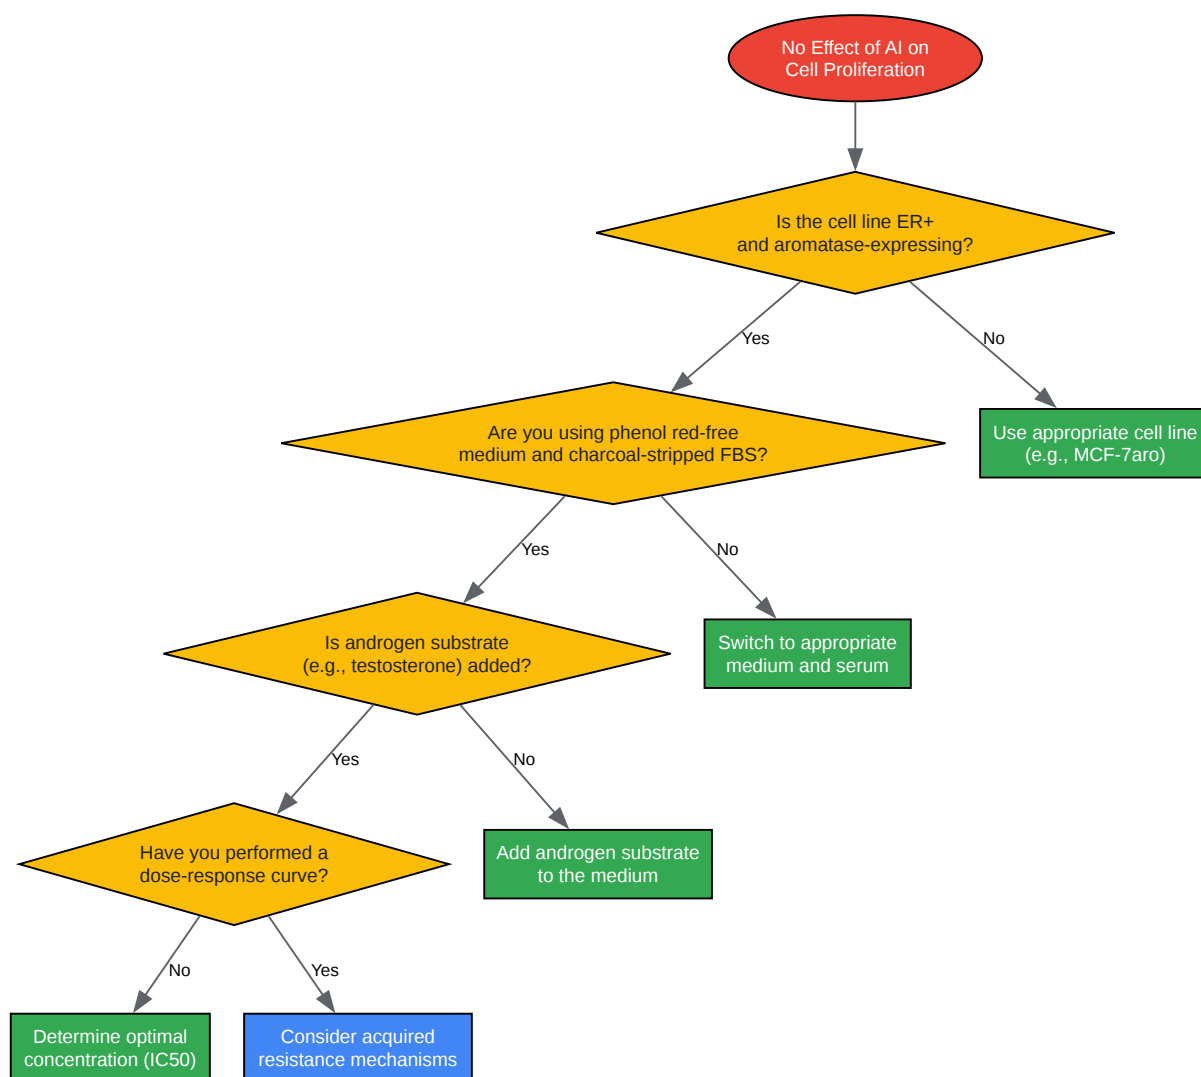 No Effect of AI on
Cell Proliferation
Is the cell line ER+
and aromatase-expressing?
Yes
No
Are you using phenol red-free
medium and charcoal-stripped FBS?
Use appropriate cell line
(e.g., MCF-7aro)
Yes
No
Is androgen substrate
(e.g., testosterone) added?
Switch to appropriate
medium and serum
Yes
No
Have you performed a
dose-response curve?
Add androgen substrate
to the medium
No
Yes
Determine optimal
concentration (IC50)
Consider acquired
resistance mechanisms